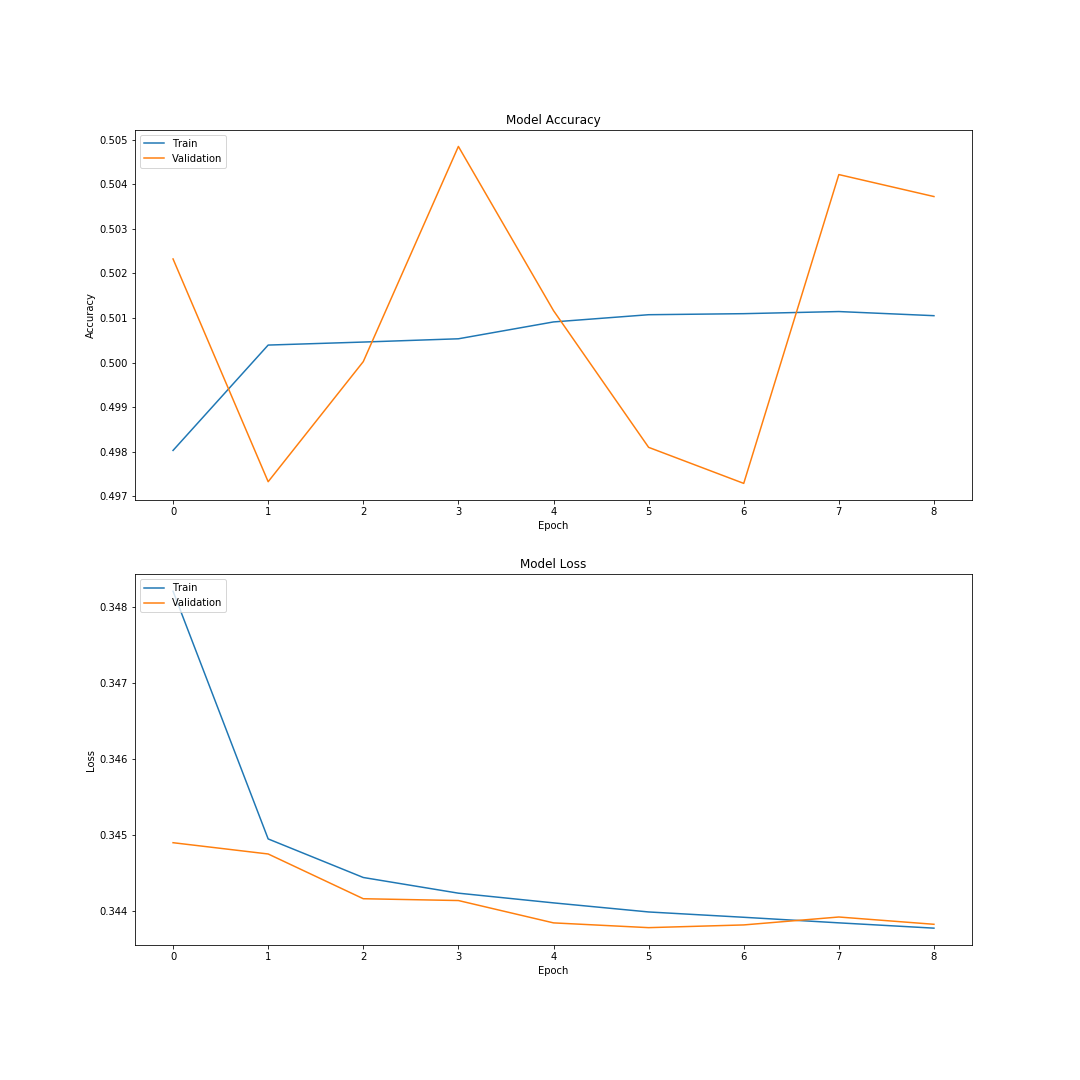 Model Accuracy
Train
Validation
0.505
0.504
0.503
0.502
0.501
0.500
0.499
0.498
0.497
Accuracy
0 1 2 3 4 5 6 7 8
Epoch
Model Loss
Train
Validation
0.348
0.347
0.346
0.345
0.344
Loss
0 1 2 3 4 5 6 7 8
Epoch